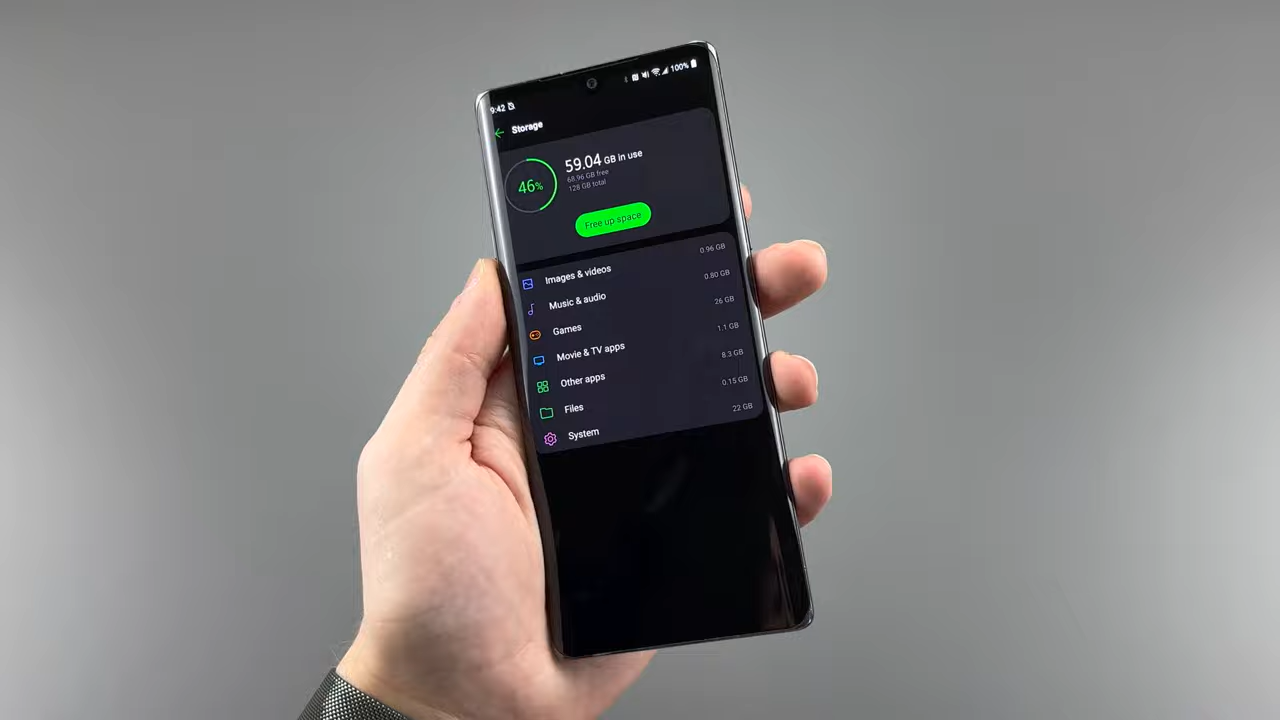 9:42 100%
Storage
46%
59.04 GB in use
68.96 GB free
128 GB total
Free up space
Images & videos 0.96 GB
Music & audio 0.80 GB
Games 26 GB
Movie & TV apps 1.1 GB
Other apps 8.3 GB
Files 0.15 GB
System 22 GB